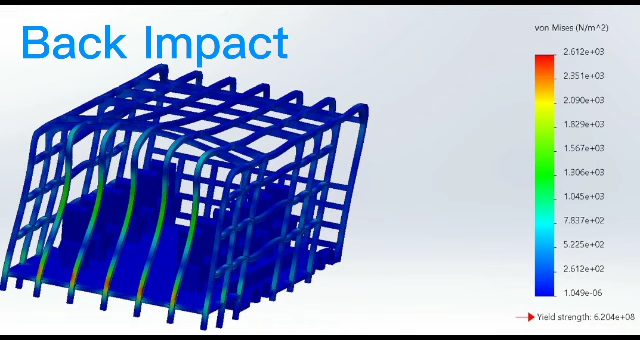 Back Impact
von Mises (N/m^2)
2.612e+03
2.351e+03
2.090e+03
1.829e+03
1.567e+03
1.306e+03
1.045e+03
7.837e+02
5.225e+02
2.612e+02
1.049e-06
Yield strength: 6.204e+08